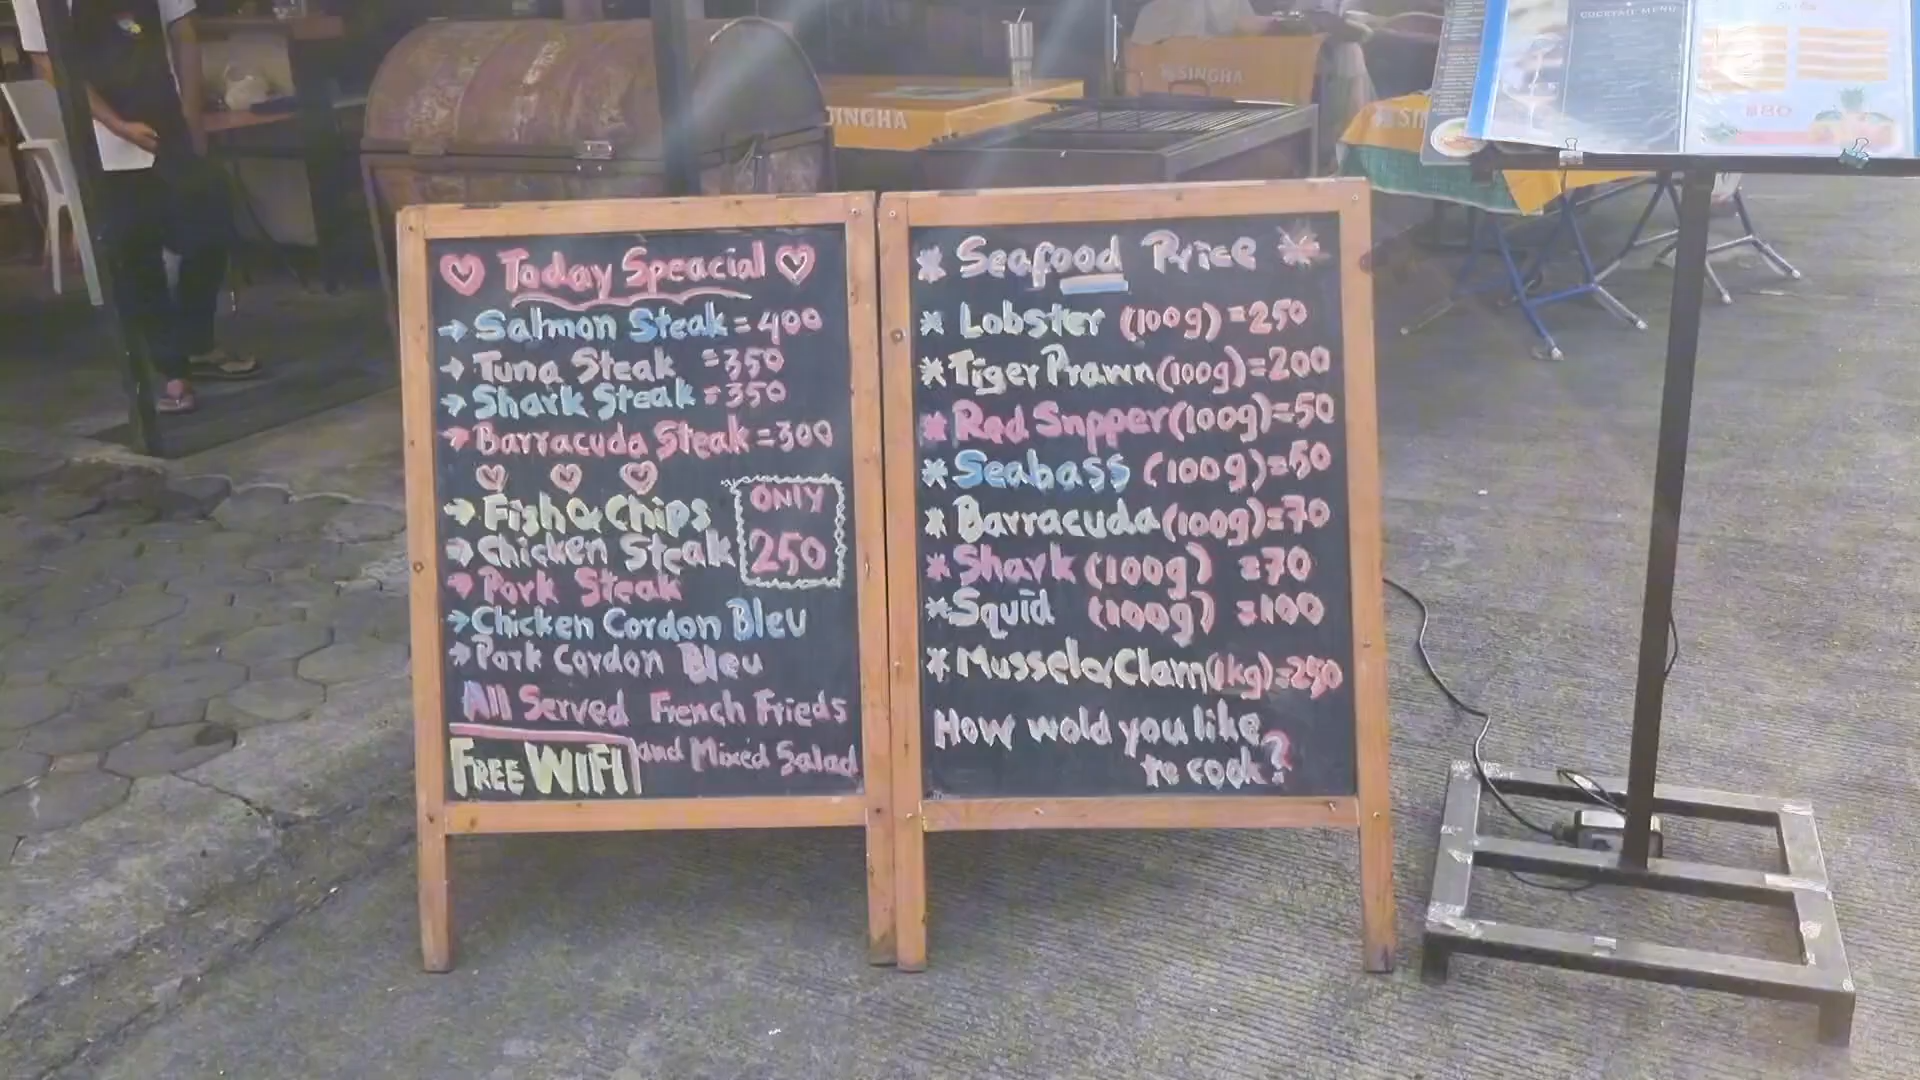 COCKTAIL MENU
SINGHA
SINGHA
฿80
♡ Today Speacial ♡
→ Salmon Steak = 400
→ Tuna Steak = 350
→ Shark Steak = 350
→ Barracuda Steak = 300
♡ ♡ ♡
→ Fish & Chips
→ Chicken Steak
→ Pork Steak
ONLY
250
→ Chicken Cordon Bleu
→ Pork Cordon Bleu
All Served French Frieds
and Mixed Salad
FREE WIFI
* Seafood Price *
* Lobster (100g) = 250
* Tiger Prawn (100g) = 200
* Red Snpper (100g) = 50
* Seabass (100g) = 50
* Barracuda (100g) = 70
* Shark (100g) = 70
* Squid (100g) = 100
* Mussel & Clam (1kg) = 250
How wold you like
to cook?